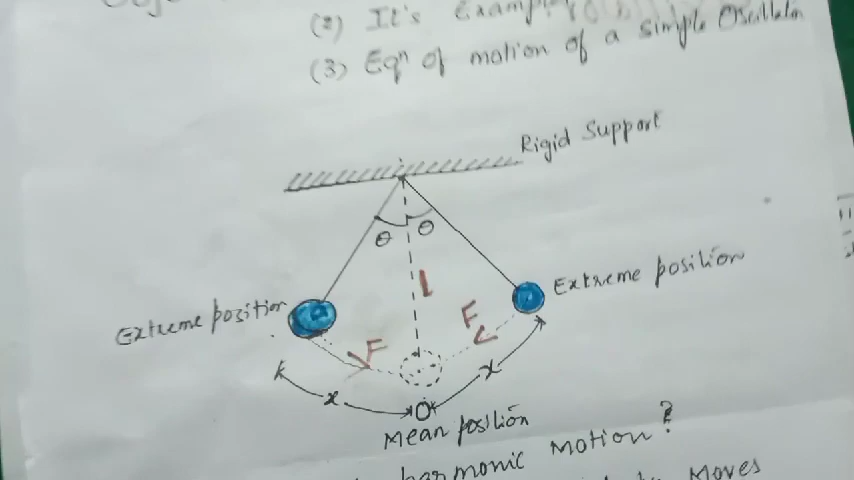 (2) It's
(3) Eqn of motion of a simple Oscillator
Rigid Support
θ θ
l
Extreme position
Extreme position
F
F
x
x
O
Mean position
harmonic motion?
Moves